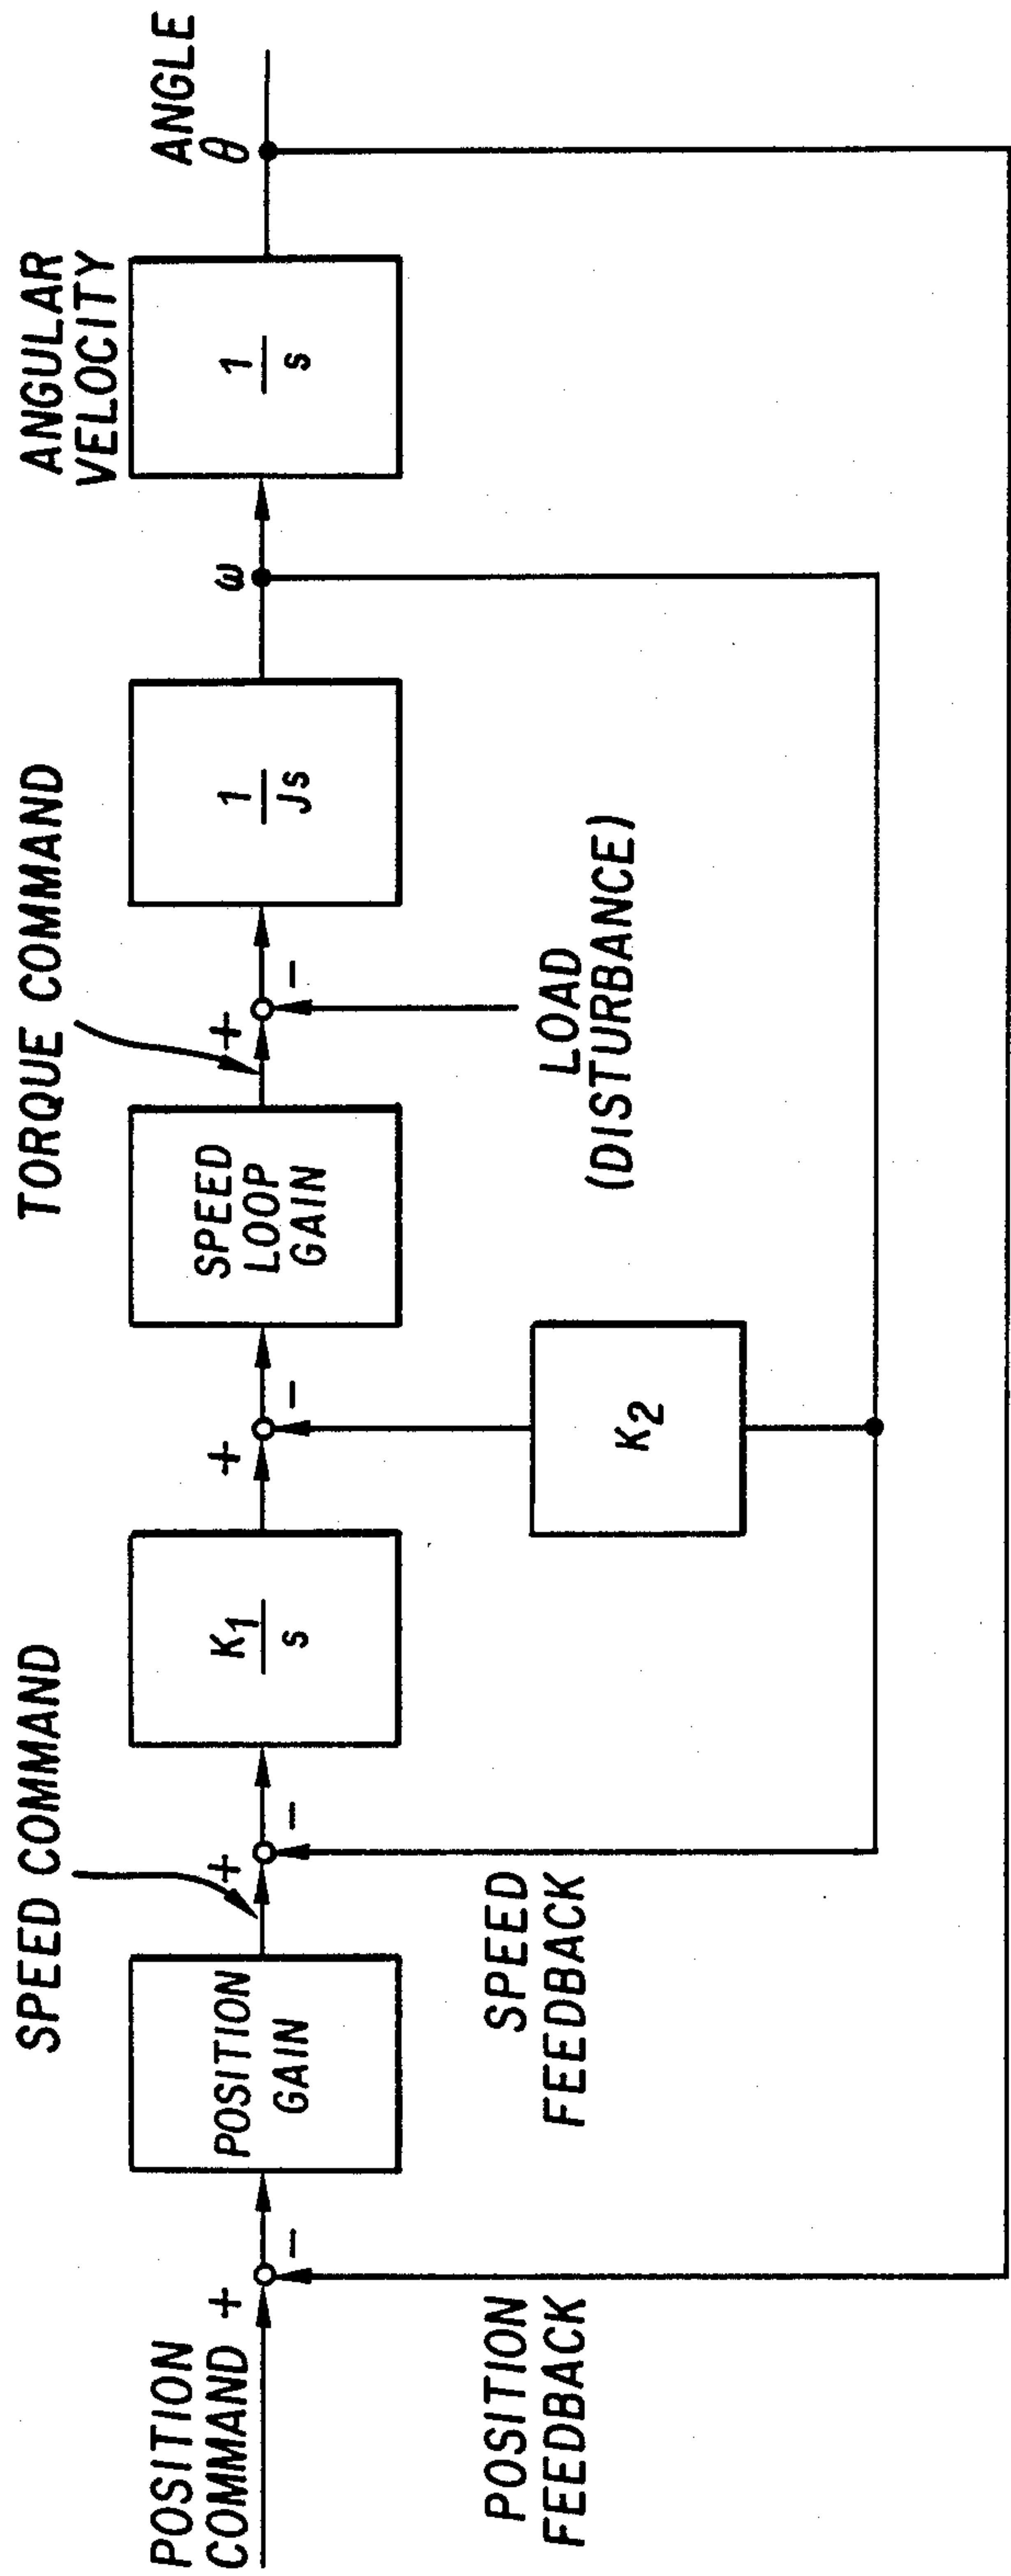 POSITION
COMMAND
+
-
POSITION
FEEDBACK
POSITION
GAIN
SPEED COMMAND
+
-
SPEED
FEEDBACK
K1
s
+
-
K2
SPEED
LOOP
GAIN
TORQUE COMMAND
+
-
LOAD
(DISTURBANCE)
1
Js
ω
ANGULAR
VELOCITY
1
s
ANGLE
θ